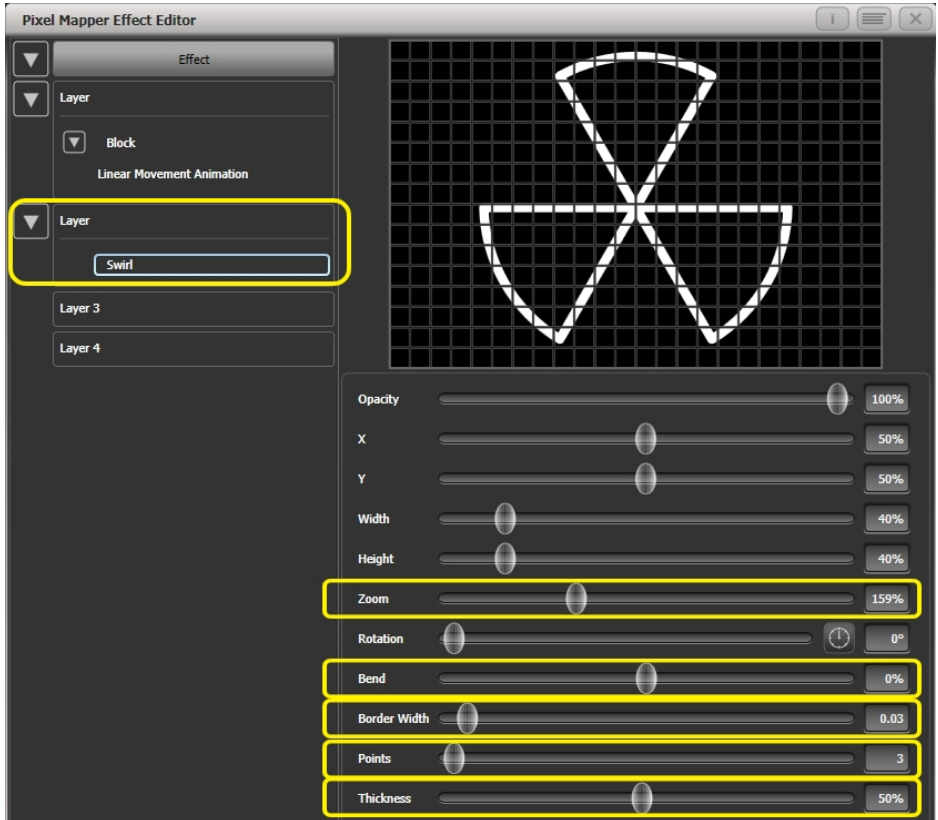 Pixel Mapper Effect Editor
i
Effect
Layer
Block
Linear Movement Animation
Layer
Swirl
Layer 3
Layer 4
Opacity 100%
X 50%
Y 50%
Width 40%
Height 40%
Zoom 159%
Rotation 0°
Bend 0%
Border Width 0.03
Points 3
Thickness 50%